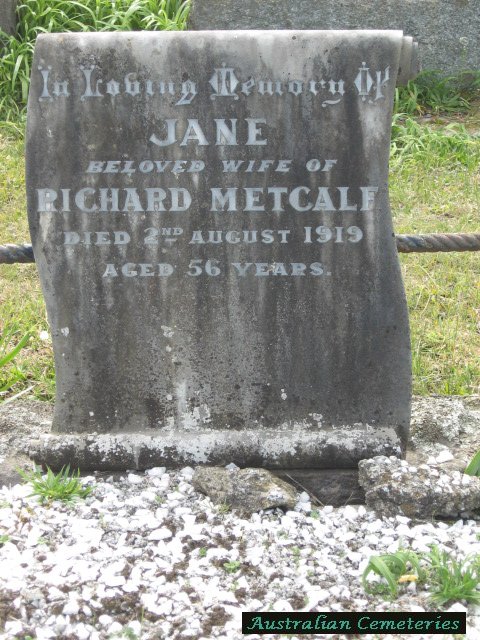 In Loving Memory Of
JANE
BELOVED WIFE OF
RICHARD METCALF
DIED 2ND AUGUST 1919
AGED 56 YEARS.
Australian Cemeteries